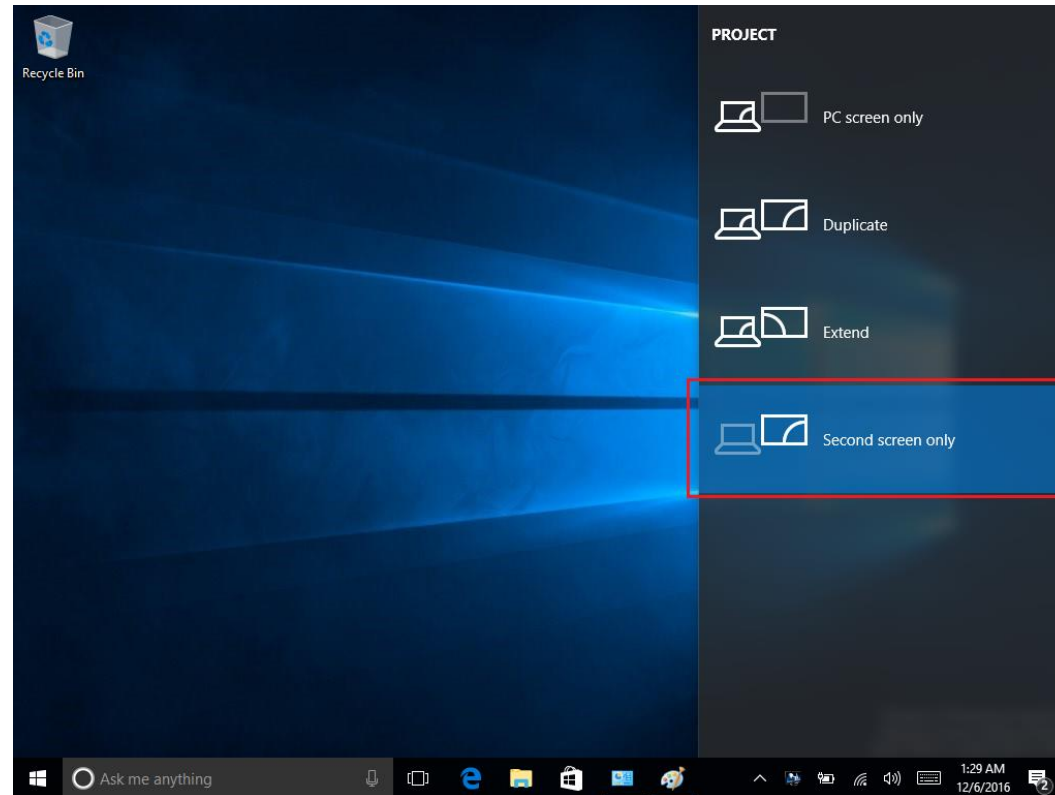 Recycle Bin
PROJECT
PC screen only
Duplicate
Extend
Second screen only
Ask me anything
1:29 AM
12/6/2016
2